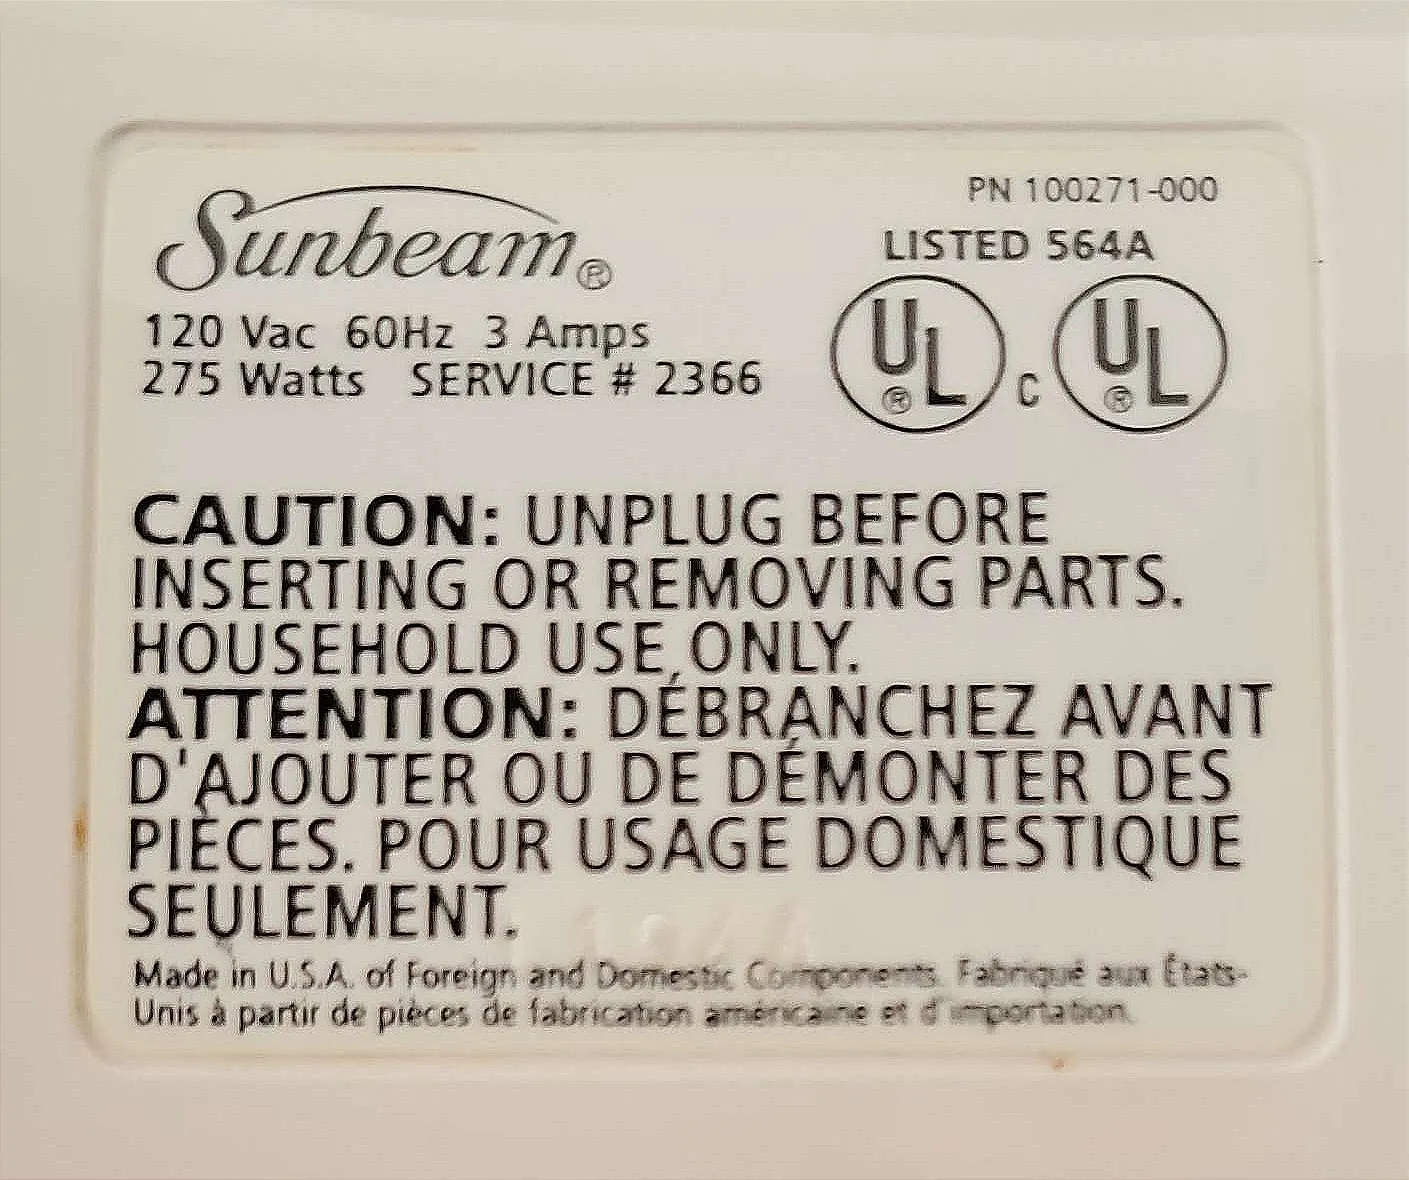 Sunbeam®
120 Vac 60Hz 3 Amps
275 Watts SERVICE # 2366
PN 100271-000
LISTED 564A
UL® C UL®
CAUTION: UNPLUG BEFORE
INSERTING OR REMOVING PARTS.
HOUSEHOLD USE ONLY.
ATTENTION: DÉBRANCHEZ AVANT
D'AJOUTER OU DE DÉMONTER DES
PIÈCES. POUR USAGE DOMESTIQUE
SEULEMENT.
Made in U.S.A. of Foreign and Domestic Components. Fabriqué aux États-
Unis à partir de pièces de fabrication américaine et d'importation.